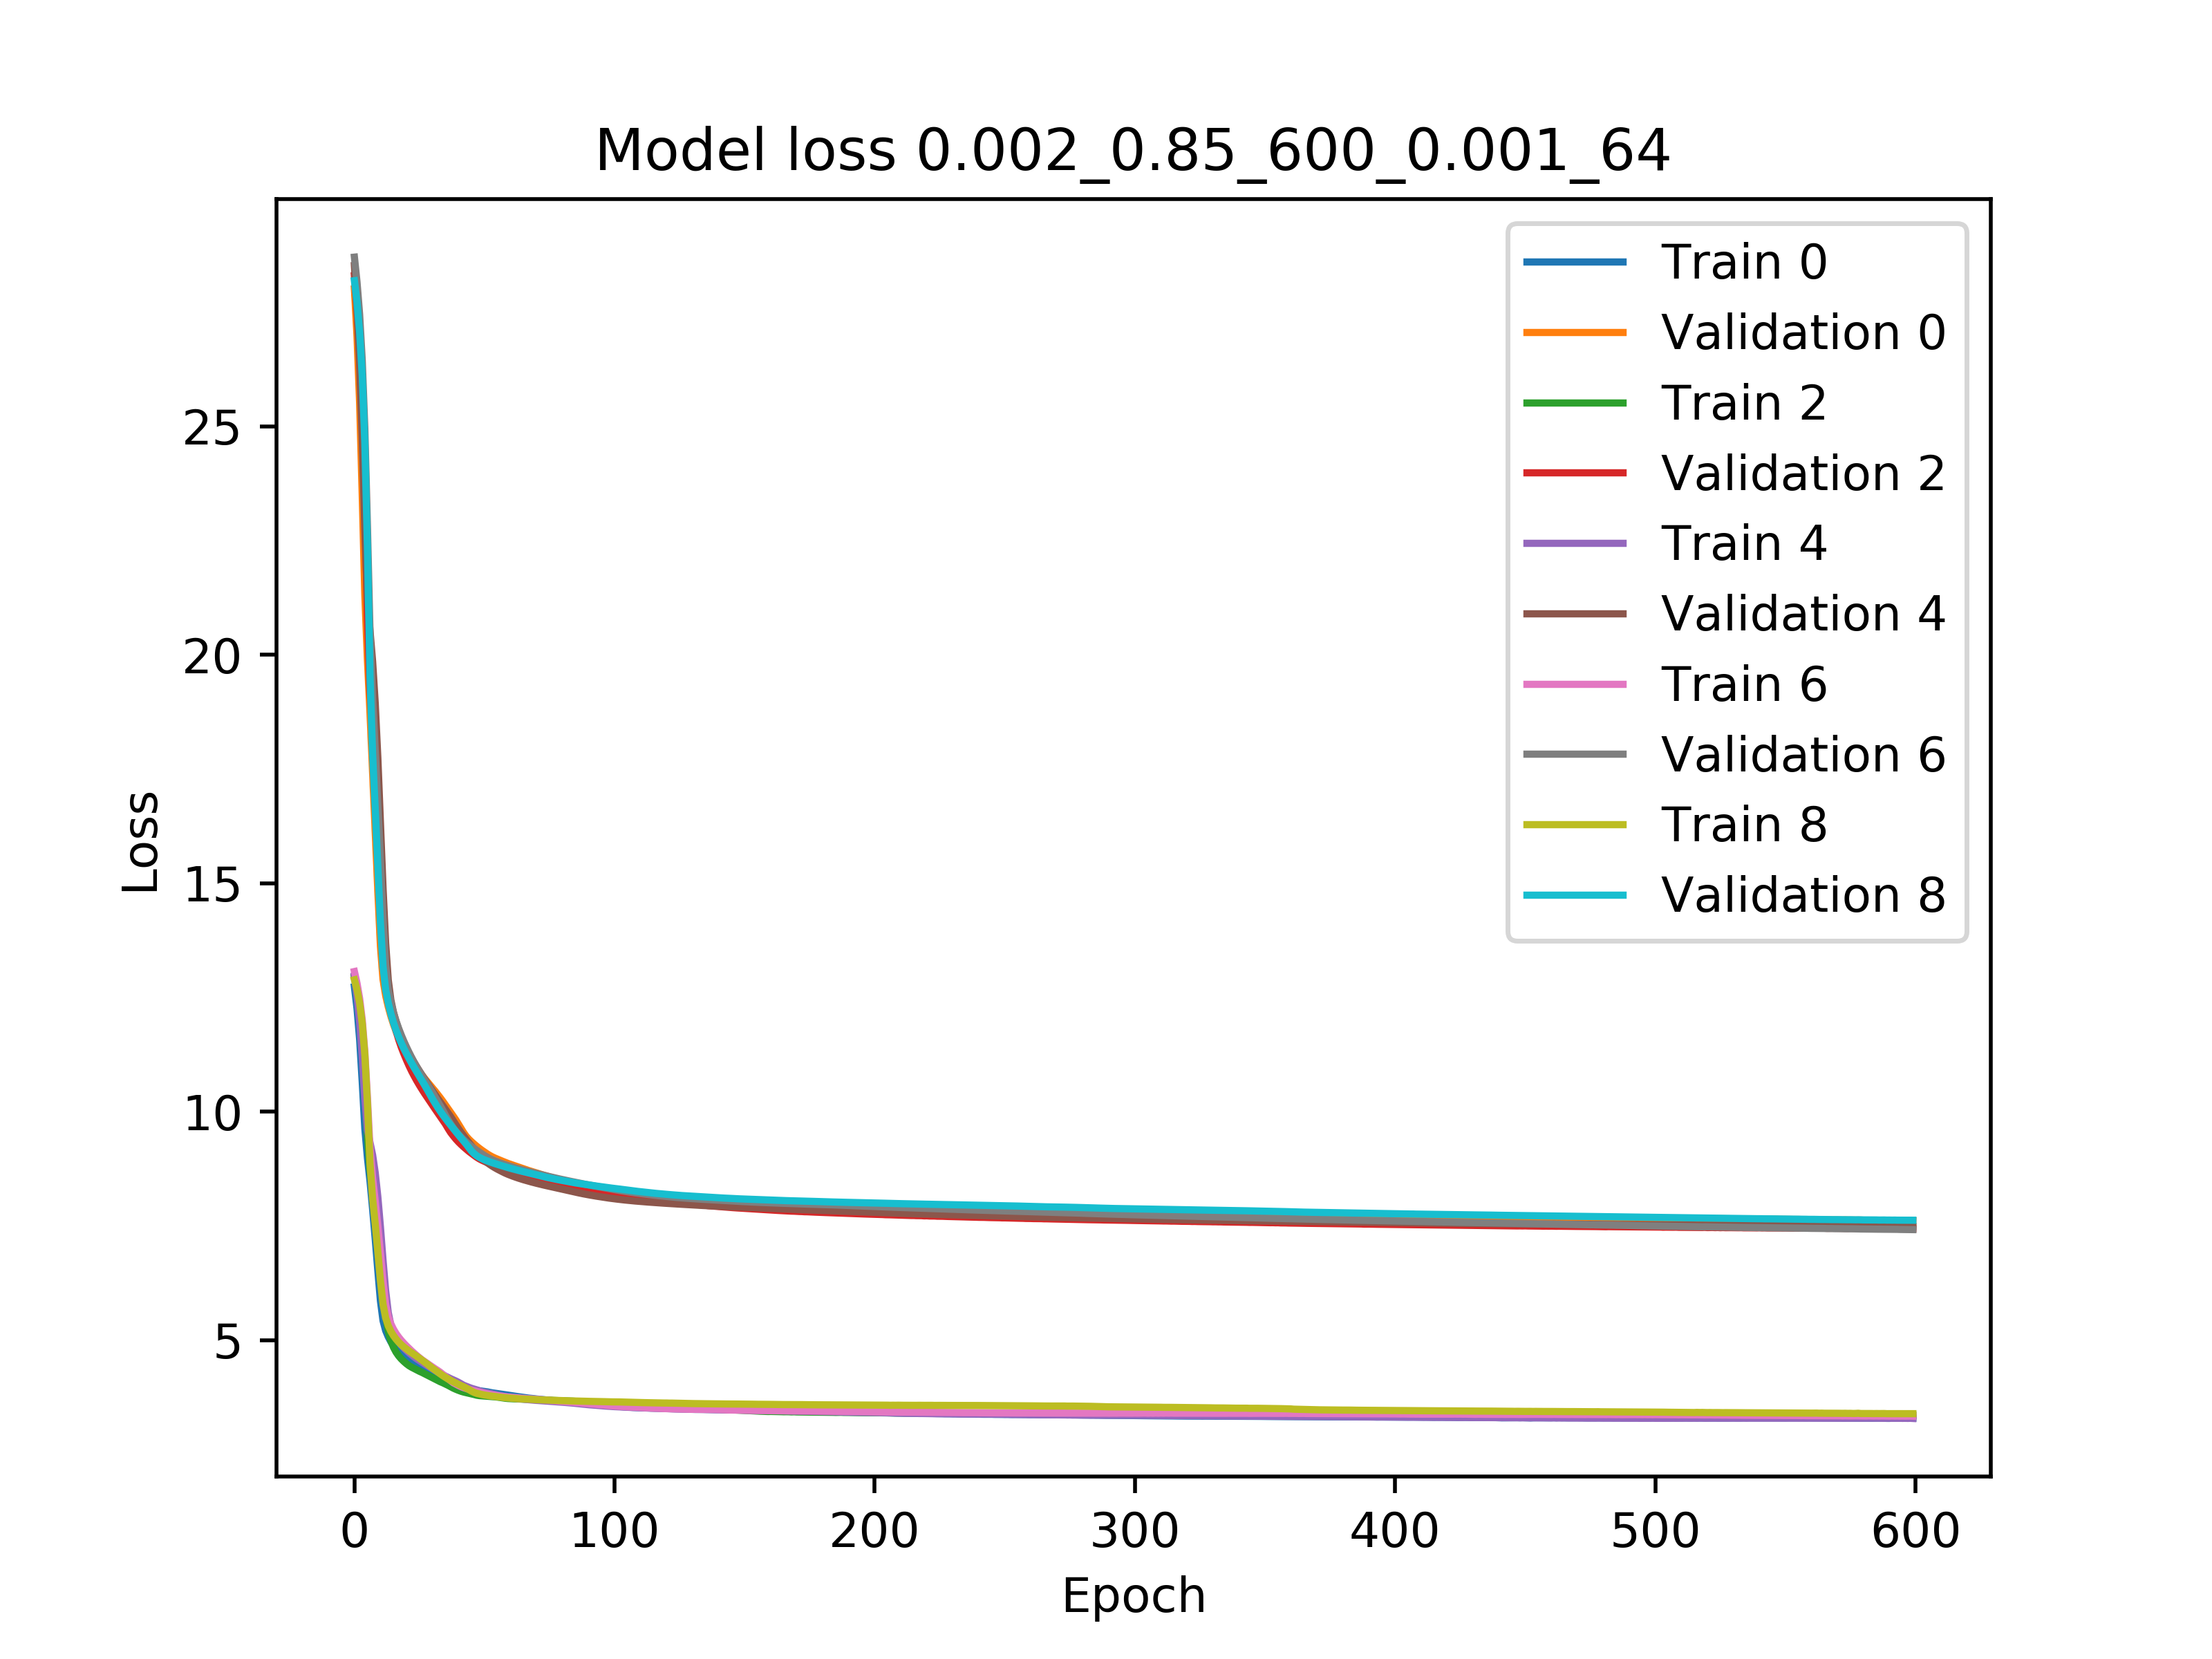 Model loss 0.002_0.85_600_0.001_64
Train 0
Validation 0
Train 2
Validation 2
Train 4
Validation 4
Train 6
Validation 6
Train 8
Validation 8
25
20
15
10
5
Loss
0 100 200 300 400 500 600
Epoch